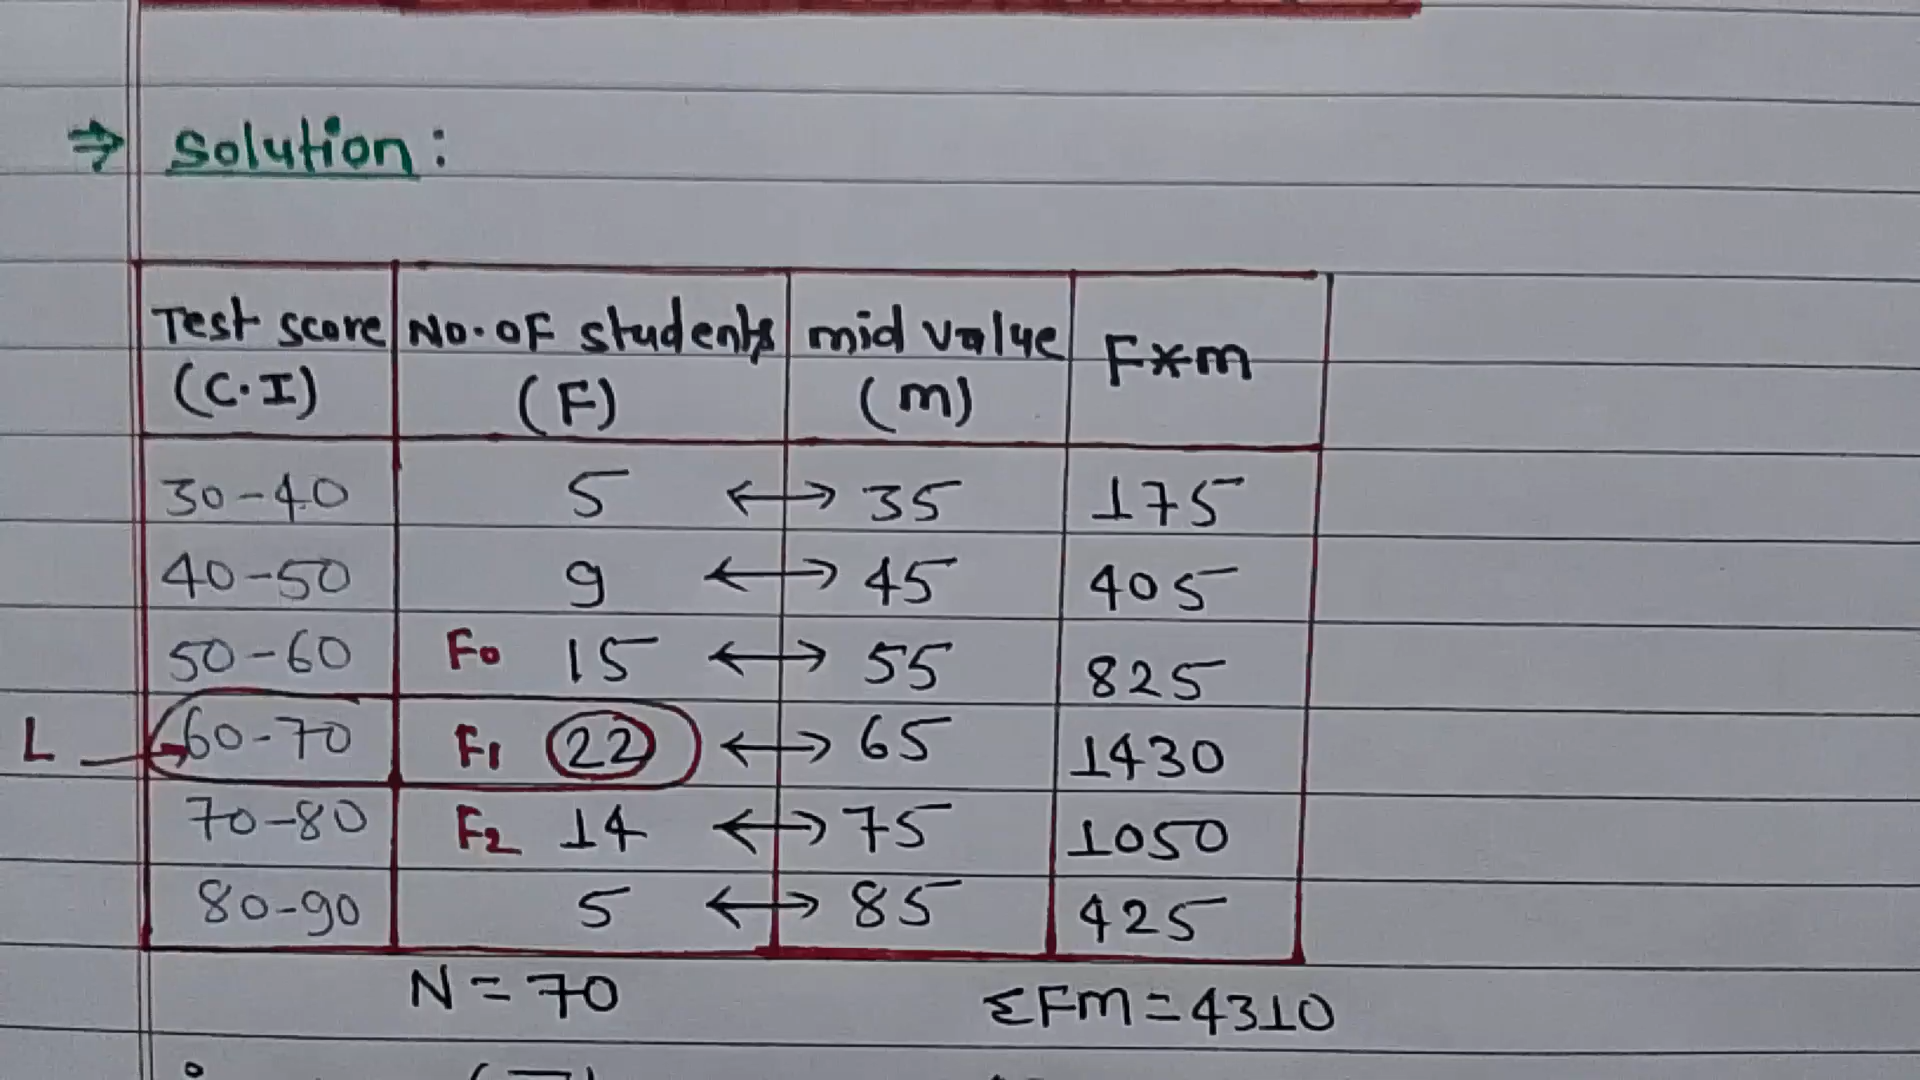 ⇒ Solution:
Test score No. of students mid value F*m
(C.I) (F) (m)
30-40 5 ↔ 35 175
40-50 9 ↔ 45 405
50-60 F0 15 ↔ 55 825
L → 60-70 F1 22 ↔ 65 1430
70-80 F2 14 ↔ 75 1050
80-90 5 ↔ 85 425
N = 70 ΣFm = 4310